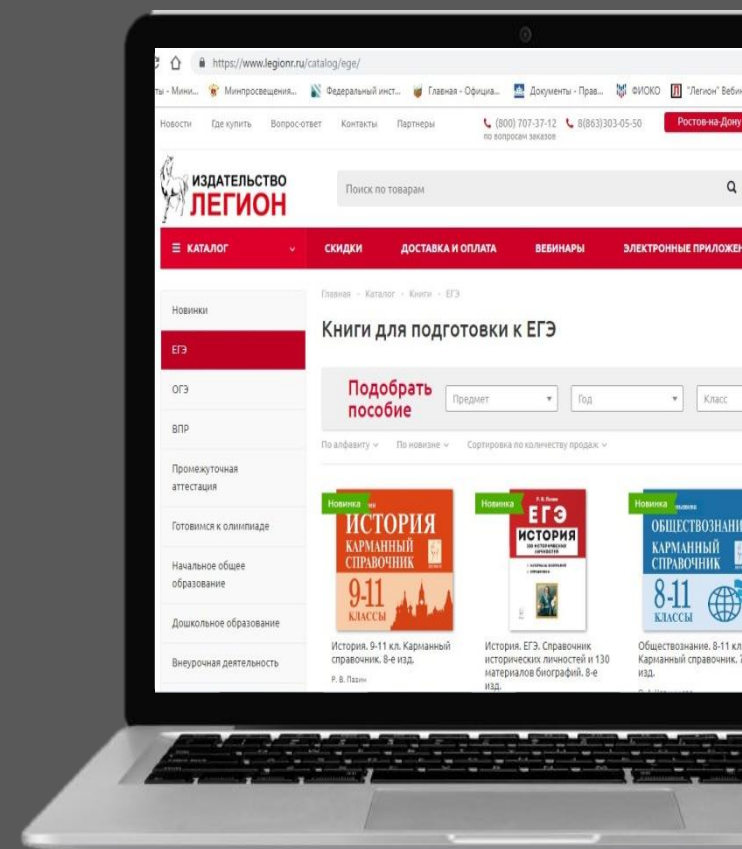 https://www.legionr.ru/catalog/ege/
ты - Мини... Минпросвещения... Федеральный инст... Главная - Официа... Документы - Прав... ФИОКО "Легион" Веби
Новости Где купить Вопрос-ответ Контакты Партнеры (800) 707-37-12 8(863)303-05-50 Ростов-на-Дону
по вопросам заказов
ИЗДАТЕЛЬСТВО
ЛЕГИОН
Поиск по товарам
КАТАЛОГ СКИДКИ ДОСТАВКА И ОПЛАТА ВЕБИНАРЫ ЭЛЕКТРОННЫЕ ПРИЛОЖЕН
Главная - Каталог - Книги - ЕГЭ
Новинки
ЕГЭ
ОГЭ
ВПР
Промежуточная
аттестация
Готовимся к олимпиаде
Начальное общее
образование
Дошкольное образование
Внеурочная деятельность
Книги для подготовки к ЕГЭ
Подобрать
пособие
Предмет Год Класс
По алфавиту По новизне Сортировка по количеству продаж
Новинка
ИСТОРИЯ
КАРМАННЫЙ
СПРАВОЧНИК
9-11
КЛАССЫ
История. 9-11 кл. Карманный
справочник. 8-е изд.
Р. В. Пазин
Новинка
Р. В. Пазин
ЕГЭ
ИСТОРИЯ
История. ЕГЭ. Справочник
исторических личностей и 130
материалов биографий. 8-е
изд.
Новинка
ОБЩЕСТВОЗНАНИ
КАРМАННЫЙ
СПРАВОЧНИК
8-11
КЛАССЫ
Обществознание. 8-11 кл
Карманный справочник.
изд.